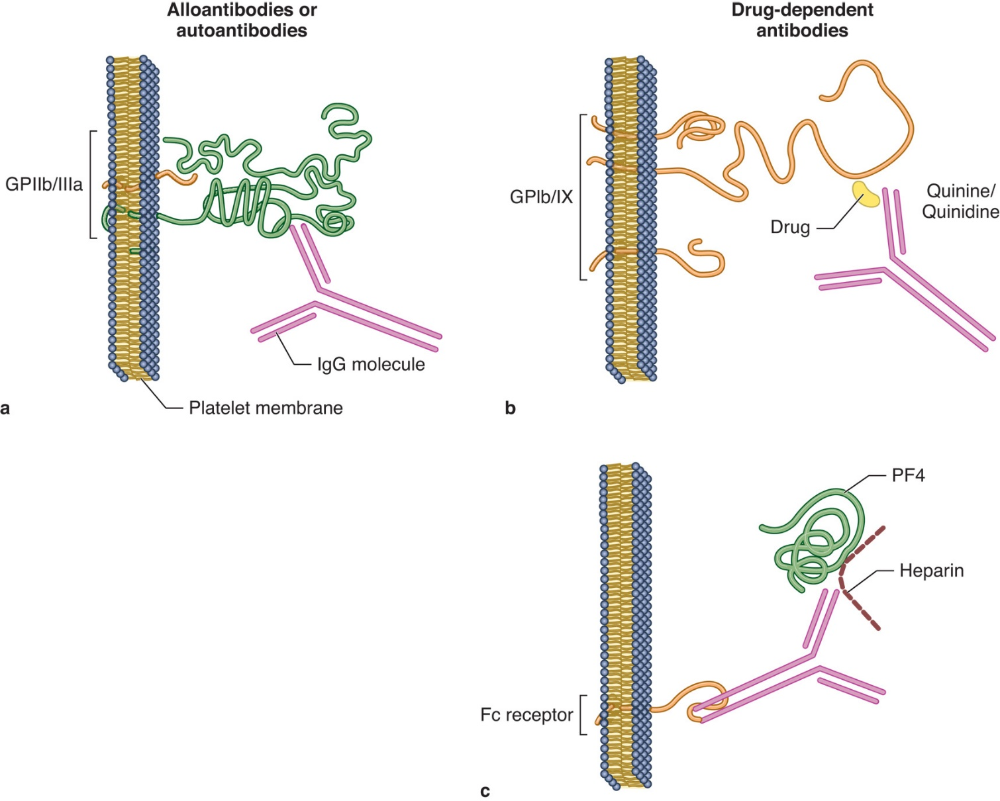 Alloantibodies or
autoantibodies
GPIIb/IIIa
IgG molecule
Platelet membrane
a
Drug-dependent
antibodies
GPIb/IX
Quinine/
Quinidine
Drug
b
PF4
Heparin
Fc receptor
c